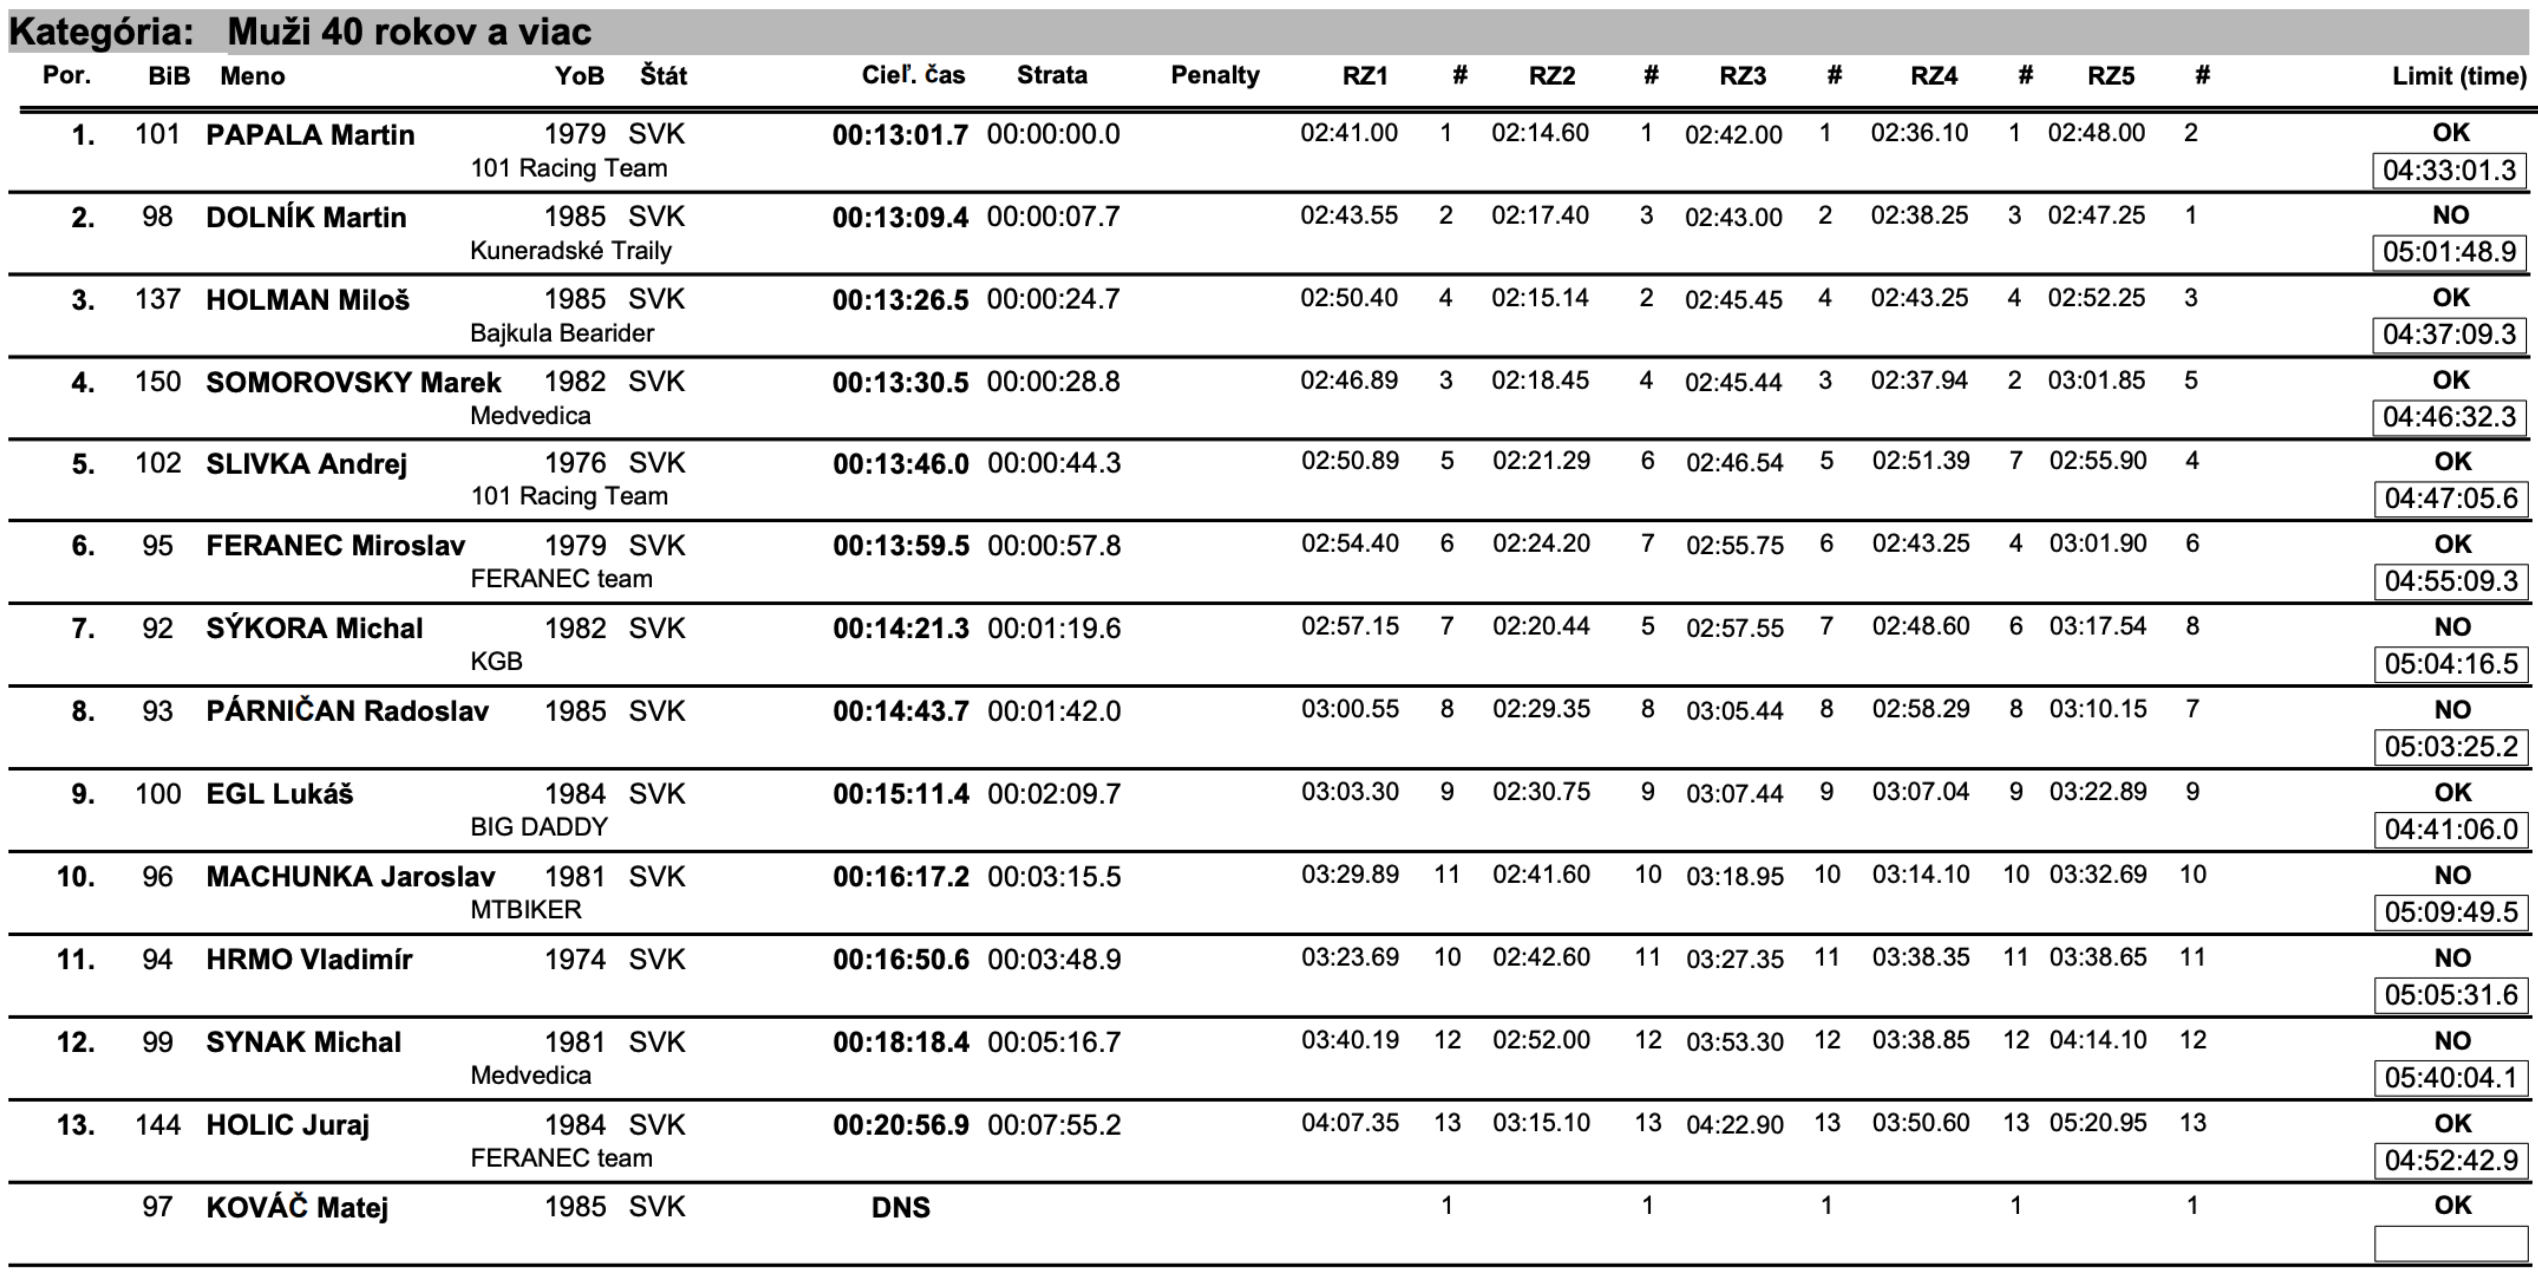 Kategória: Muži 40 rokov a viac
Por. BiB Meno YoB Štát Cieľ. čas Strata Penalty RZ1 # RZ2 # RZ3 # RZ4 # RZ5 # Limit (time)
1. 101 PAPALA Martin 1979 SVK 00:13:01.7 00:00:00.0 02:41.00 1 02:14.60 1 02:42.00 1 02:36.10 1 02:48.00 2 OK
101 Racing Team 04:33:01.3
2. 98 DOLNÍK Martin 1985 SVK 00:13:09.4 00:00:07.7 02:43.55 2 02:17.40 3 02:43.00 2 02:38.25 3 02:47.25 1 NO
Kuneradské Traily 05:01:48.9
3. 137 HOLMAN Miloš 1985 SVK 00:13:26.5 00:00:24.7 02:50.40 4 02:15.14 2 02:45.45 4 02:43.25 4 02:52.25 3 OK
Bajkula Bearider 04:37:09.3
4. 150 SOMOROVSKY Marek 1982 SVK 00:13:30.5 00:00:28.8 02:46.89 3 02:18.45 4 02:45.44 3 02:37.94 2 03:01.85 5 OK
Medvedica 04:46:32.3
5. 102 SLIVKA Andrej 1976 SVK 00:13:46.0 00:00:44.3 02:50.89 5 02:21.29 6 02:46.54 5 02:51.39 7 02:55.90 4 OK
101 Racing Team 04:47:05.6
6. 95 FERANEC Miroslav 1979 SVK 00:13:59.5 00:00:57.8 02:54.40 6 02:24.20 7 02:55.75 6 02:43.25 4 03:01.90 6 OK
FERANEC team 04:55:09.3
7. 92 SÝKORA Michal 1982 SVK 00:14:21.3 00:01:19.6 02:57.15 7 02:20.44 5 02:57.55 7 02:48.60 6 03:17.54 8 NO
KGB 05:04:16.5
8. 93 PÁRNIČAN Radoslav 1985 SVK 00:14:43.7 00:01:42.0 03:00.55 8 02:29.35 8 03:05.44 8 02:58.29 8 03:10.15 7 NO
05:03:25.2
9. 100 EGL Lukáš 1984 SVK 00:15:11.4 00:02:09.7 03:03.30 9 02:30.75 9 03:07.44 9 03:07.04 9 03:22.89 9 OK
BIG DADDY 04:41:06.0
10. 96 MACHUNKA Jaroslav 1981 SVK 00:16:17.2 00:03:15.5 03:29.89 11 02:41.60 10 03:18.95 10 03:14.10 10 03:32.69 10 NO
MTBIKER 05:09:49.5
11. 94 HRMO Vladimír 1974 SVK 00:16:50.6 00:03:48.9 03:23.69 10 02:42.60 11 03:27.35 11 03:38.35 11 03:38.65 11 NO
05:05:31.6
12. 99 SYNAK Michal 1981 SVK 00:18:18.4 00:05:16.7 03:40.19 12 02:52.00 12 03:53.30 12 03:38.85 12 04:14.10 12 NO
Medvedica 05:40:04.1
13. 144 HOLIC Juraj 1984 SVK 00:20:56.9 00:07:55.2 04:07.35 13 03:15.10 13 04:22.90 13 03:50.60 13 05:20.95 13 OK
FERANEC team 04:52:42.9
97 KOVÁČ Matej 1985 SVK DNS 1 1 1 1 1 OK